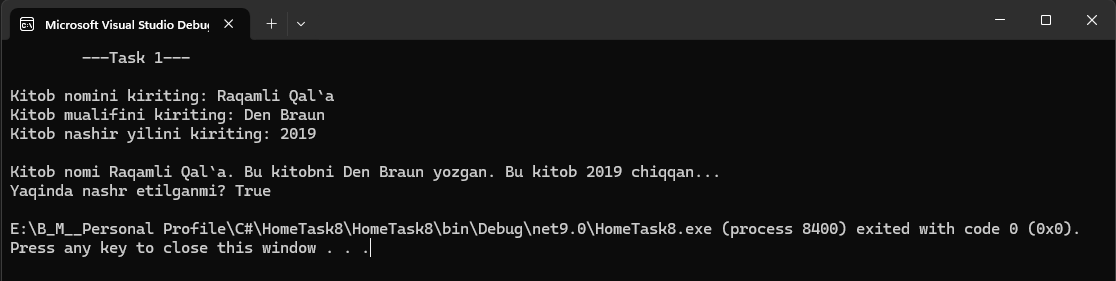 Microsoft Visual Studio Debug
---Task 1---
Kitob nomini kiriting: Raqamli Qal‛a
Kitob mualifini kiriting: Den Braun
Kitob nashir yilini kiriting: 2019
Kitob nomi Raqamli Qal‛a. Bu kitobni Den Braun yozgan. Bu kitob 2019 chiqqan...
Yaqinda nashr etilganmi? True
E:\B_M__Personal Profile\C#\HomeTask8\HomeTask8\bin\Debug\net9.0\HomeTask8.exe (process 8400) exited with code 0 (0x0).
Press any key to close this window . . .